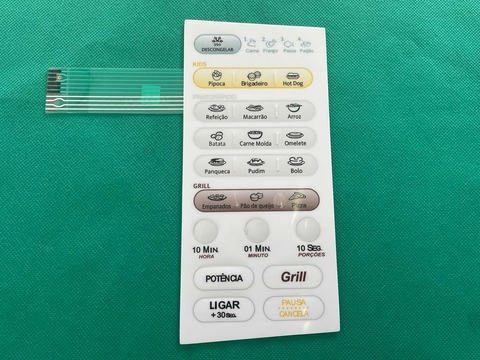 1. 2. 3. 4.
DESCONGELAR Carne Frango Peixe Feijão
KIDS
Pipoca Brigadeiro Hot Dog
Refeição Macarrão Arroz
Batata Carne Moída Omelete
Panqueca Pudim Bolo
GRILL
Empanados Pão de queijo Pizza
10 MIN. 01 MIN. 10 SEG.
HORA MINUTO PORÇÕES
POTÊNCIA Grill
LIGAR PAUSA
+30SEG. CANCELA